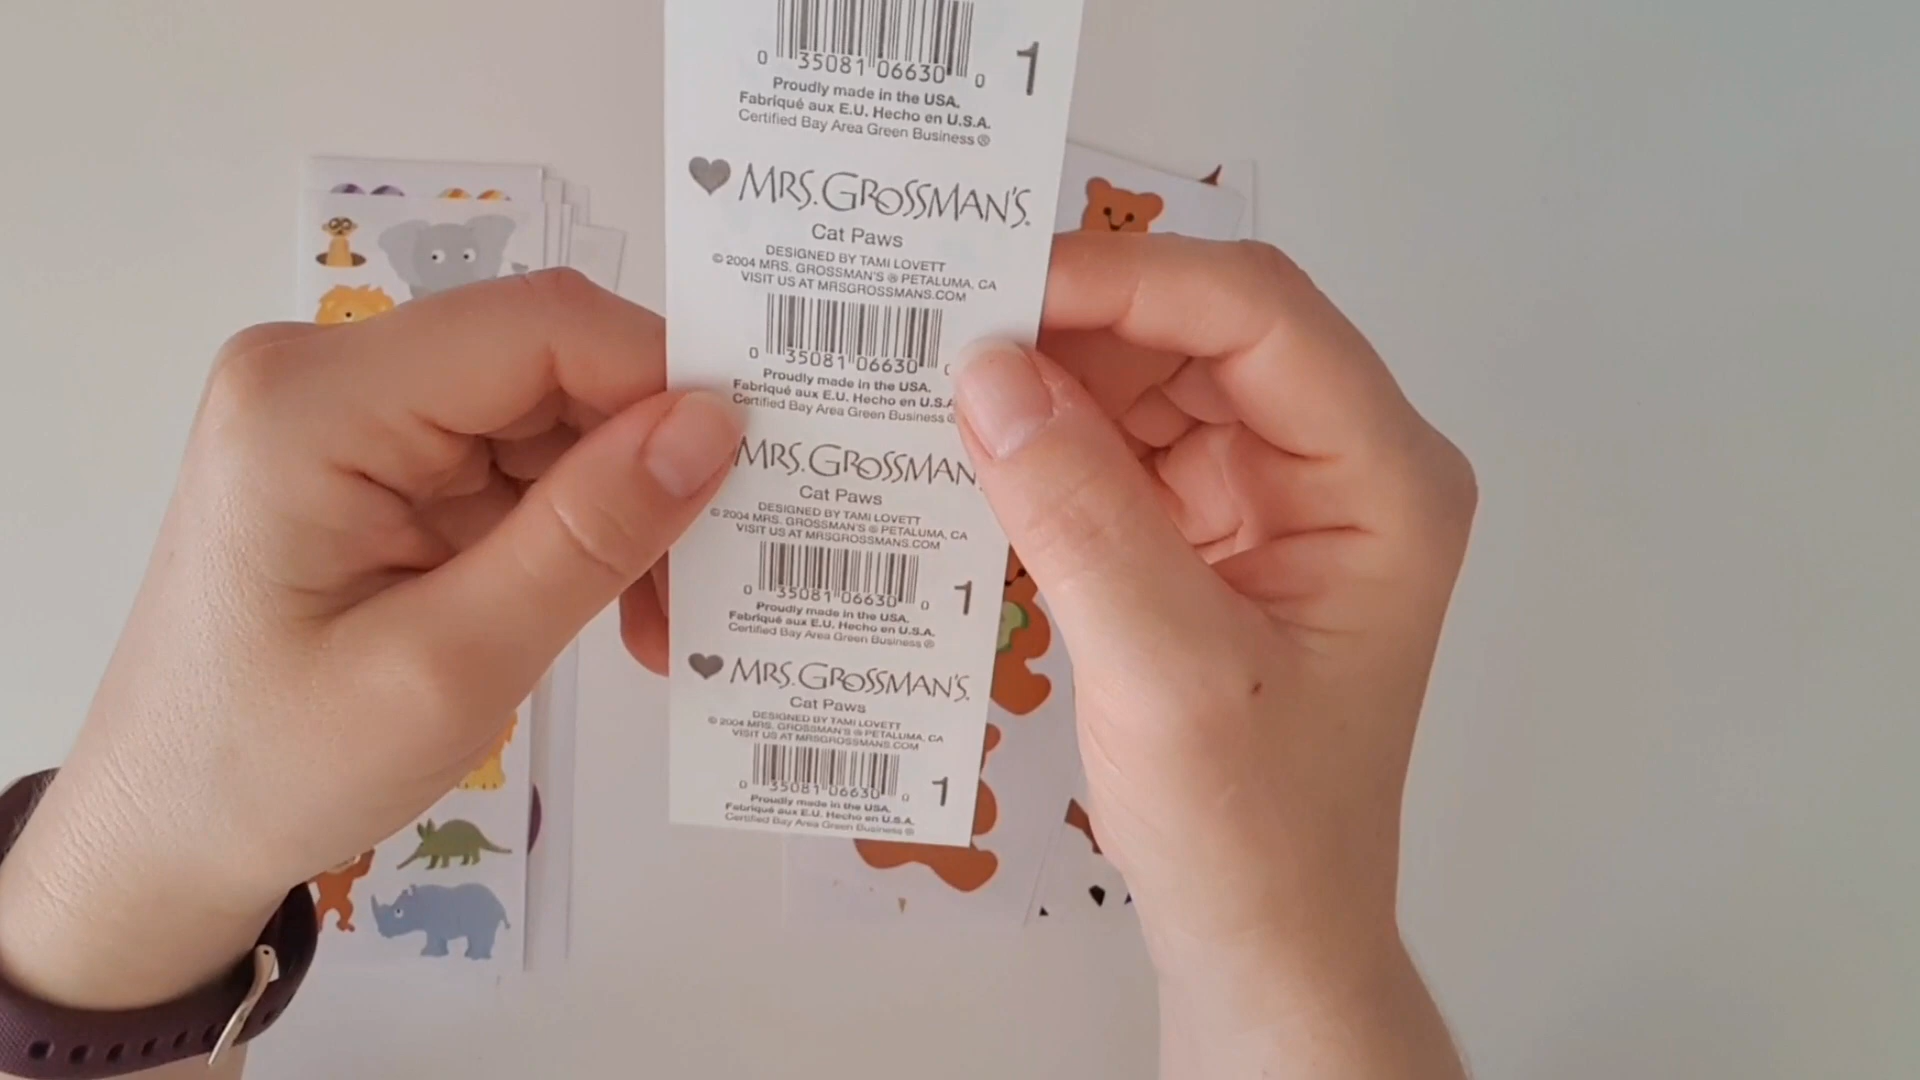 0 35081 06630 0 1
Proudly made in the USA.
Fabriqué aux E.U. Hecho en U.S.A.
Certified Bay Area Green Business ®
MRS. GROSSMAN'S.
Cat Paws
DESIGNED BY TAMI LOVETT
© 2004 MRS. GROSSMAN'S ® PETALUMA, CA
VISIT US AT MRSGROSSMANS.COM
0 35081 06630
Proudly made in the USA.
Fabriqué aux E.U. Hecho en U.S.A
Certified Bay Area Green Business
MRS. GROSSMAN
Cat Paws
DESIGNED BY TAMI LOVETT
© 2004 MRS. GROSSMAN'S ® PETALUMA, CA
VISIT US AT MRSGROSSMANS.COM
0 35081 06630 0 1
Proudly made in the USA.
Fabriqué aux E.U. Hecho en U.S.A.
Certified Bay Area Green Business ®
MRS. GROSSMAN'S.
Cat Paws
DESIGNED BY TAMI LOVETT
© 2004 MRS. GROSSMAN'S ® PETALUMA, CA
VISIT US AT MRSGROSSMANS.COM
0 35081 06630 0 1
Proudly made in the USA.
Fabriqué aux E.U. Hecho en U.S.A.
Certified Bay Area Green Business ®